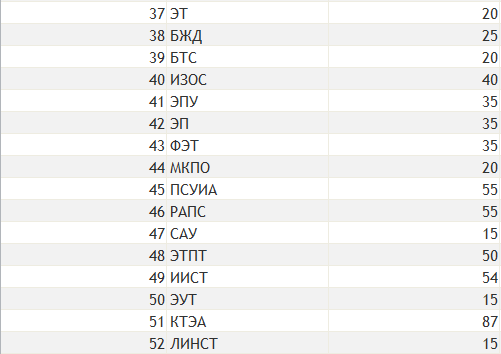 37 ЭТ 20
38 БЖД 25
39 БТС 20
40 ИЗОС 40
41 ЭПУ 35
42 ЭП 35
43 ФЭТ 35
44 МКПО 20
45 ПСУИА 55
46 РАПС 55
47 САУ 15
48 ЭТПТ 50
49 ИИСТ 54
50 ЭУТ 15
51 КТЭА 87
52 ЛИНСТ 15